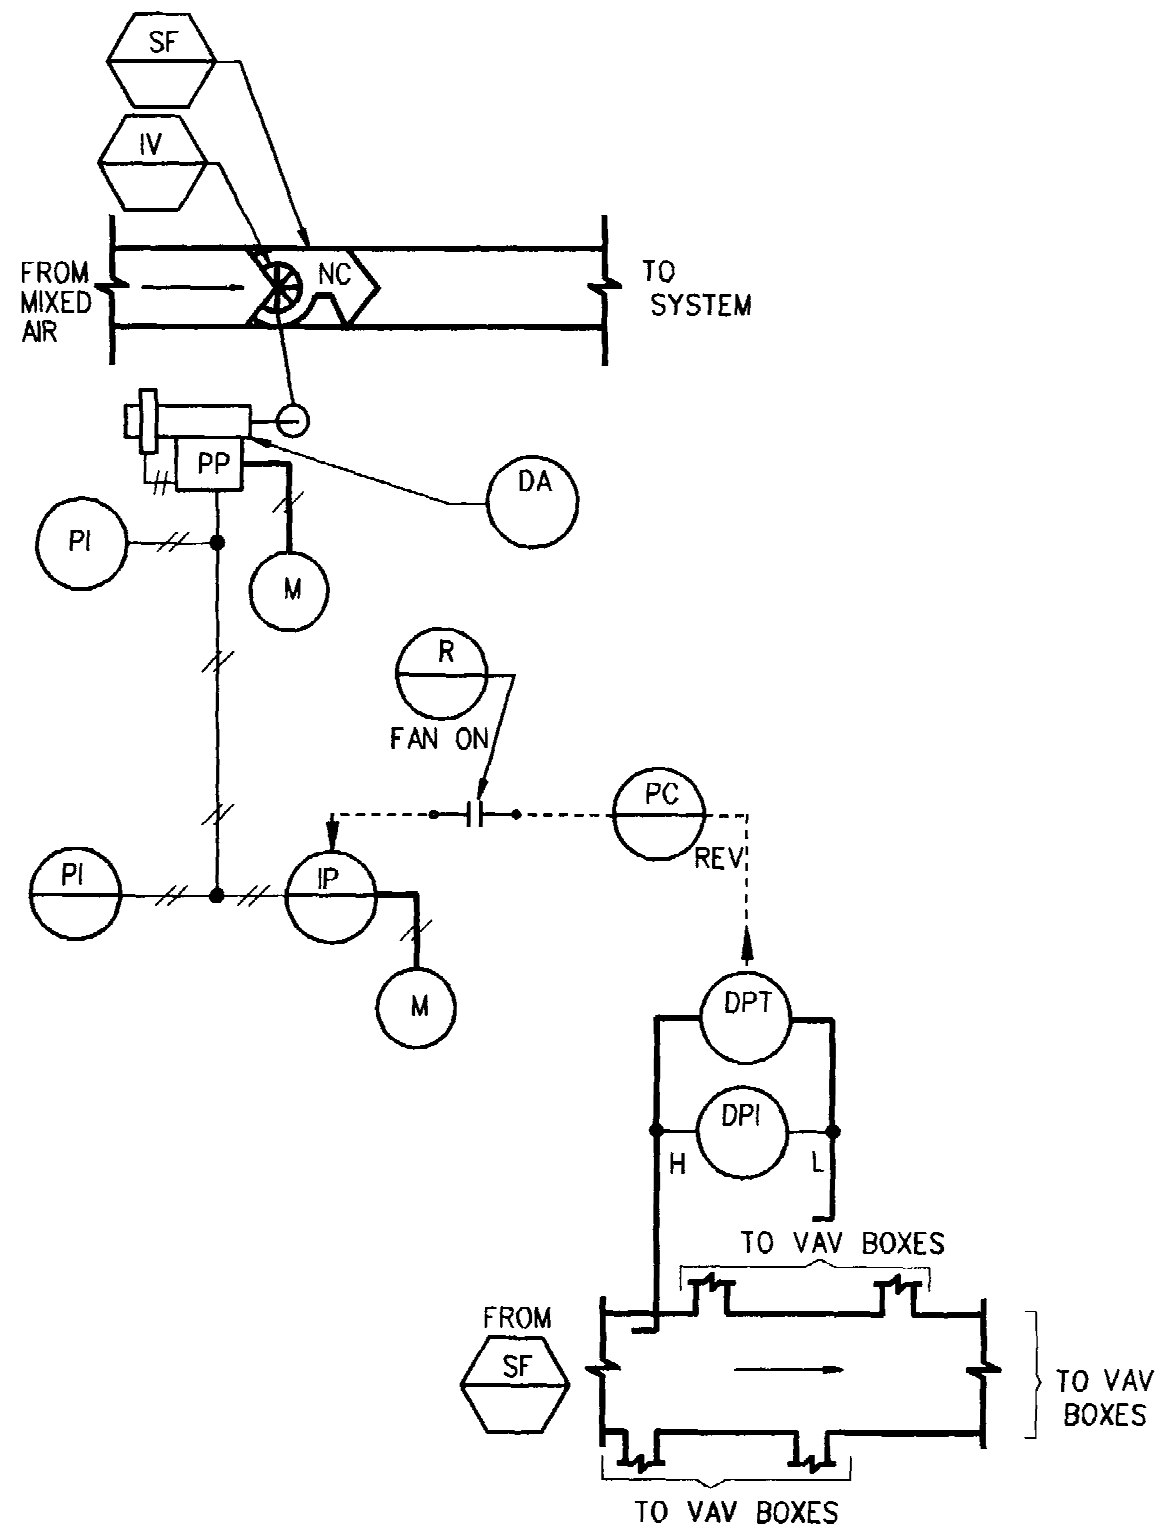 SF
IV
FROM
MIXED
AIR
NC
TO
SYSTEM
PP
DA
PI
M
R
FAN ON
PC
REV
PI
IP
M
DPT
DPI
H
L
TO VAV BOXES
FROM
SF
TO VAV
BOXES
TO VAV BOXES